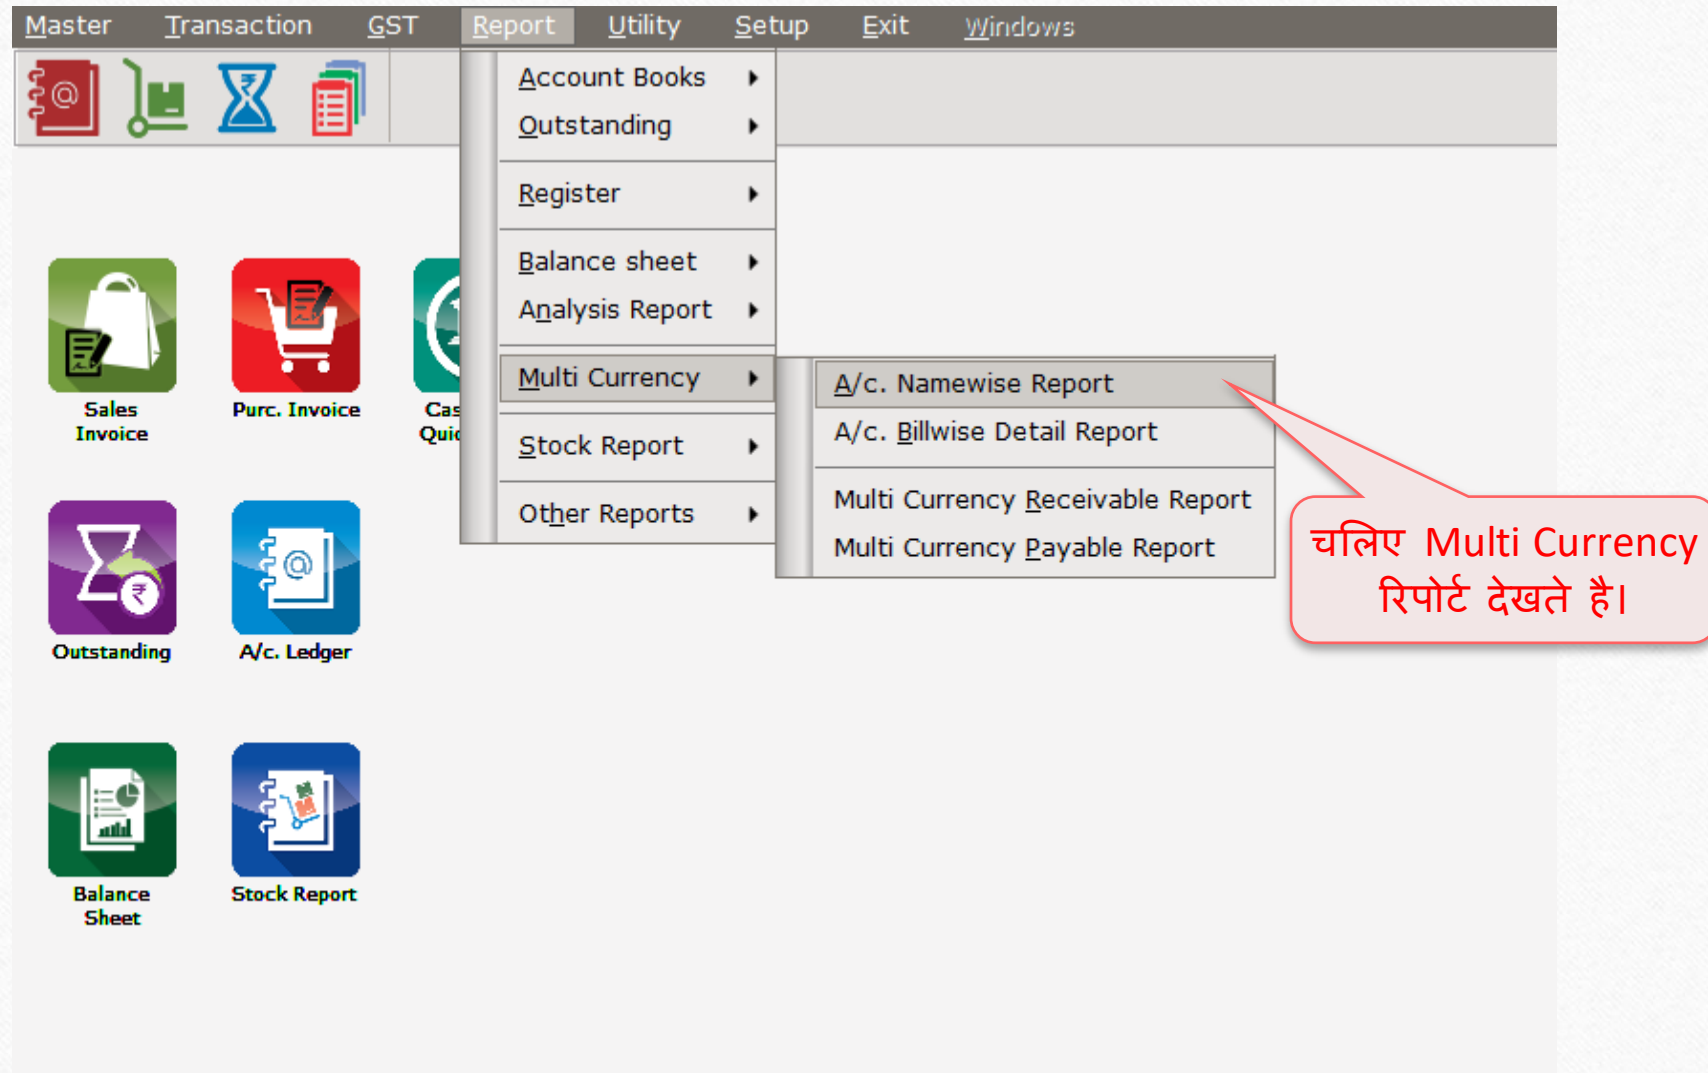 Master Transaction GST Report Utility Setup Exit Windows
Account Books
Outstanding
Register
Balance sheet
Analysis Report
Multi Currency
Stock Report
Other Reports
A/c. Namewise Report
A/c. Billwise Detail Report
Multi Currency Receivable Report
Multi Currency Payable Report
चलिए Multi Currency
रिपोर्ट देखते है।
Sales
Invoice
Purc. Invoice
Outstanding
A/c. Ledger
Balance
Sheet
Stock Report